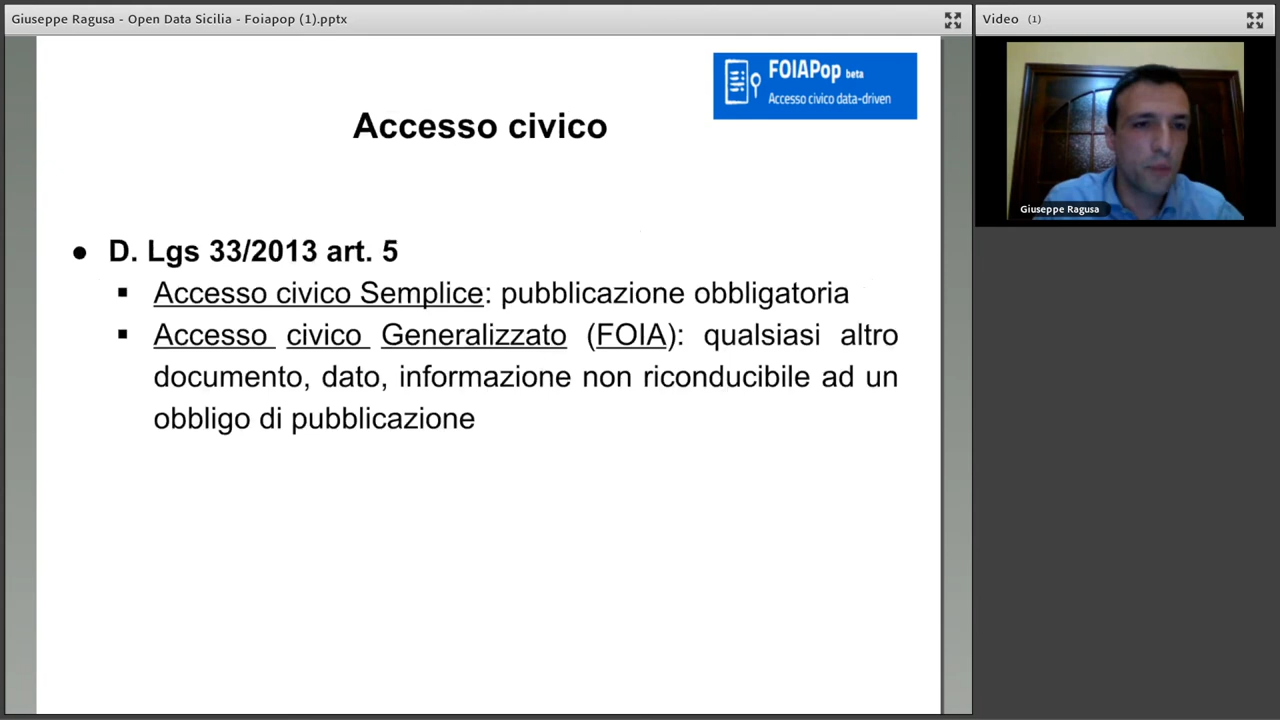 Giuseppe Ragusa - Open Data Sicilia - Foiapop (1).pptx
Video (1)
FOIAPop beta
Accesso civico data-driven
Accesso civico
Giuseppe Ragusa
● D. Lgs 33/2013 art. 5
▪ Accesso civico Semplice: pubblicazione obbligatoria
▪ Accesso civico Generalizzato (FOIA): qualsiasi altro
documento, dato, informazione non riconducibile ad un
obbligo di pubblicazione